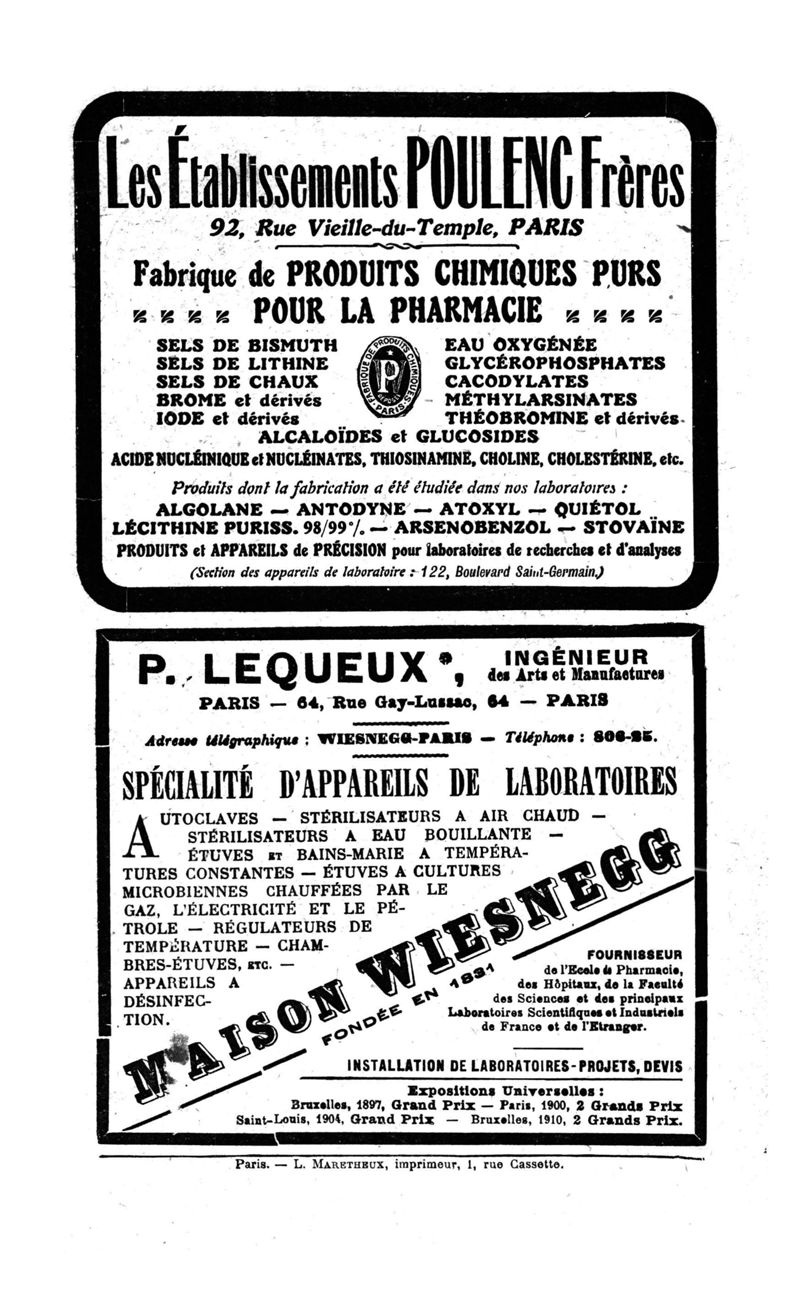 Les Établissements POULENC Frères
92, Rue Vieille-du-Temple, PARIS
Fabrique de PRODUITS CHIMIQUES PURS
POUR LA PHARMACIE
SELS DE BISMUTH
SELS DE LITHINE
SELS DE CHAUX
BROME et dérivés
IODE et dérivés
FABRIQUE DE PRODUITS CHIMIQUES
P
PARIS
EAU OXYGÉNÉE
GLYCÉROPHOSPHATES
CACODYLATES
MÉTHYLARSINATES
THÉOBROMINE et dérivés
ALCALOÏDES et GLUCOSIDES
ACIDE NUCLÉINIQUE et NUCLÉINATES, THIOSINAMINE, CHOLINE, CHOLESTÉRINE, etc.
Produits dont la fabrication a été étudiée dans nos laboratoires :
ALGOLANE — ANTODYNE — ATOXYL — QUIÉTOL
LÉCITHINE PURISS. 98/99 % — ARSENOBENZOL — STOVAÏNE
PRODUITS et APPAREILS de PRÉCISION pour laboratoires de recherches et d'analyses
(Section des appareils de laboratoire : 122, Boulevard Saint-Germain.)
P. LEQUEUX *,
INGÉNIEUR
des Arts et Manufactures
PARIS — 64, Rue Gay-Lussac, 64 — PARIS
Adresse télégraphique : WIESNEGG-PARIS — Téléphone : 806-25.
SPÉCIALITÉ D'APPAREILS DE LABORATOIRES
AUTOCLAVES — STÉRILISATEURS A AIR CHAUD —
STÉRILISATEURS A EAU BOUILLANTE —
ÉTUVES ET BAINS-MARIE A TEMPÉRA-
TURES CONSTANTES — ÉTUVES A CULTURES
MICROBIENNES CHAUFFÉES PAR LE
GAZ, L'ÉLECTRICITÉ ET LE PÉ-
TROLE — RÉGULATEURS DE
TEMPÉRATURE — CHAM-
BRES-ÉTUVES, ETC. —
APPAREILS A
DÉSINFEC-
TION.
MAISON WIESNEGG
FONDÉE EN 1831
FOURNISSEUR
de l'Ecole de Pharmacie,
des Hôpitaux, de la Faculté
des Sciences et des principaux
Laboratoires Scientifiques et Industriels
de France et de l'Etranger.
INSTALLATION DE LABORATOIRES - PROJETS, DEVIS
Expositions Universelles :
Bruxelles, 1897, Grand Prix — Paris, 1900, 2 Grands Prix
Saint-Louis, 1904, Grand Prix — Bruxelles, 1910, 2 Grands Prix.
Paris. — L. MARETHEUX, imprimeur, 1, rue Cassette.